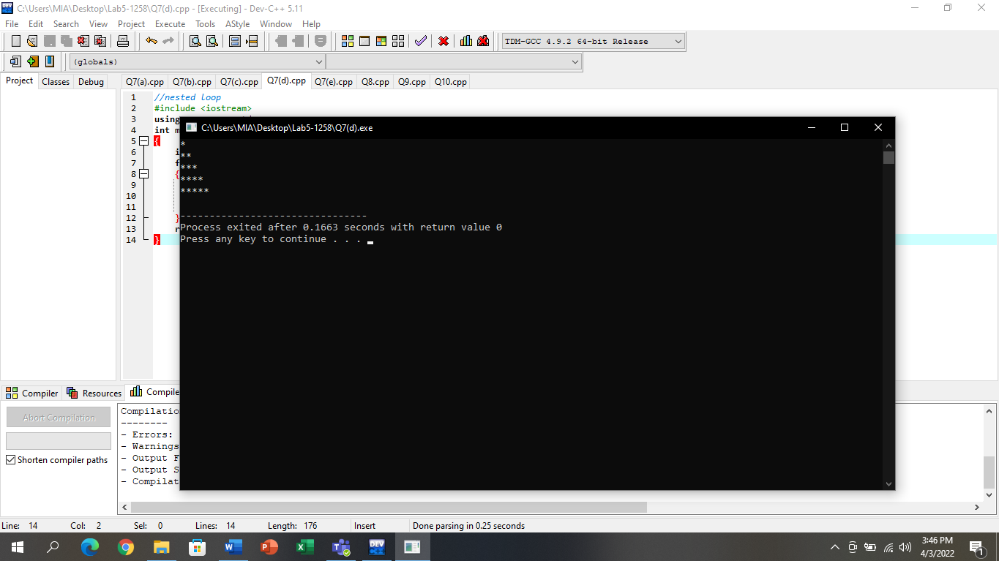 C:\Users\MIA\Desktop\Lab5-1258\Q7(d).cpp - [Executing] - Dev-C++ 5.11
File Edit Search View Project Execute Tools AStyle Window Help
TDM-GCC 4.9.2 64-bit Release
(globals)
Project Classes Debug Q7(a).cpp Q7(b).cpp Q7(c).cpp Q7(d).cpp Q7(e).cpp Q8.cpp Q9.cpp Q10.cpp
1 //nested loop
2 #include <iostream>
3 using
4 int m
5 {
6 i
7 f
8 {
9
10
11
12 }
13 r
14 }
C:\Users\MIA\Desktop\Lab5-1258\Q7(d).exe
*
**
***
****
*****
--------------------------------
Process exited after 0.1663 seconds with return value 0
Press any key to continue . . .
Compiler Resources Compile
Abort Compilation
Shorten compiler paths
Compilatio
--------
- Errors:
- Warnings
- Output F
- Output S
- Compilat
Line: 14 Col: 2 Sel: 0 Lines: 14 Length: 176 Insert Done parsing in 0.25 seconds
DEV
3:46 PM
4/3/2022
1